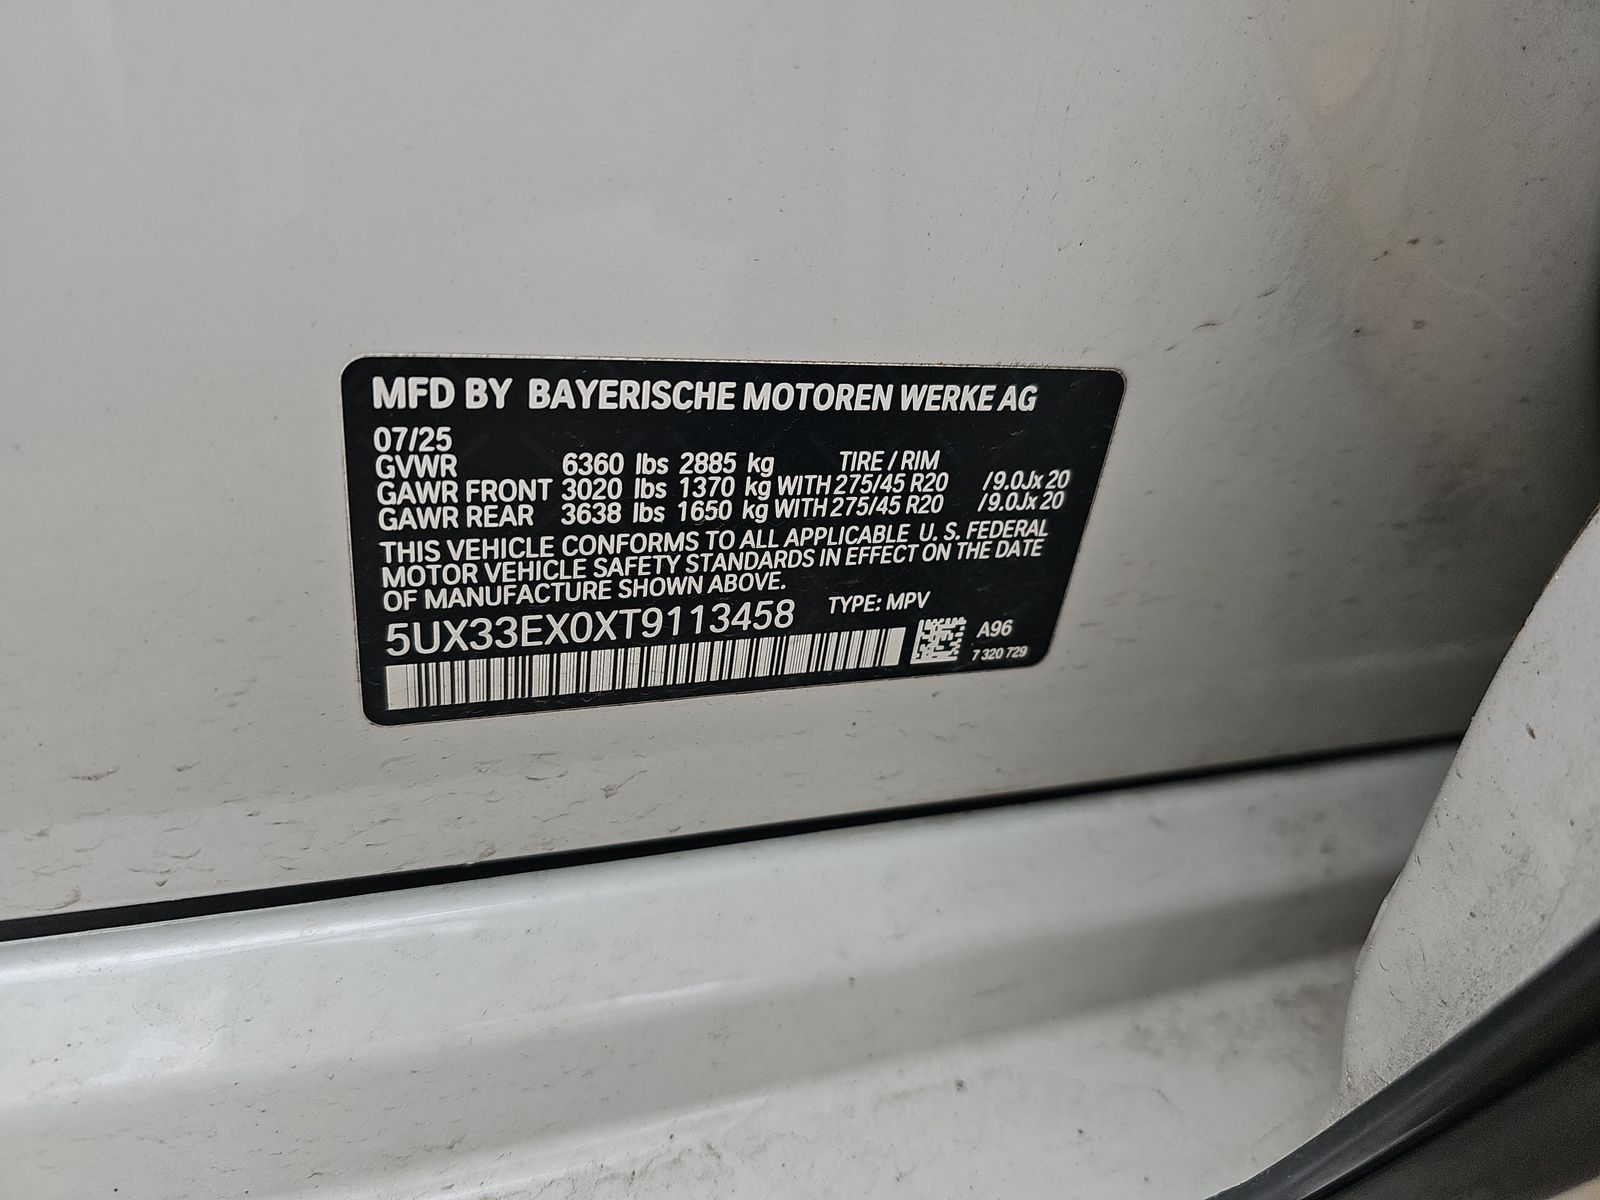 MFD BY BAYERISCHE MOTOREN WERKE AG
07/25
GVWR 6360 lbs 2885 kg TIRE / RIM
GAWR FRONT 3020 lbs 1370 kg WITH 275/45 R20 /9.0Jx 20
GAWR REAR 3638 lbs 1650 kg WITH 275/45 R20 /9.0Jx 20
THIS VEHICLE CONFORMS TO ALL APPLICABLE U. S. FEDERAL
MOTOR VEHICLE SAFETY STANDARDS IN EFFECT ON THE DATE
OF MANUFACTURE SHOWN ABOVE.
5UX33EX0XT9113458 TYPE: MPV
A96
7 320 729